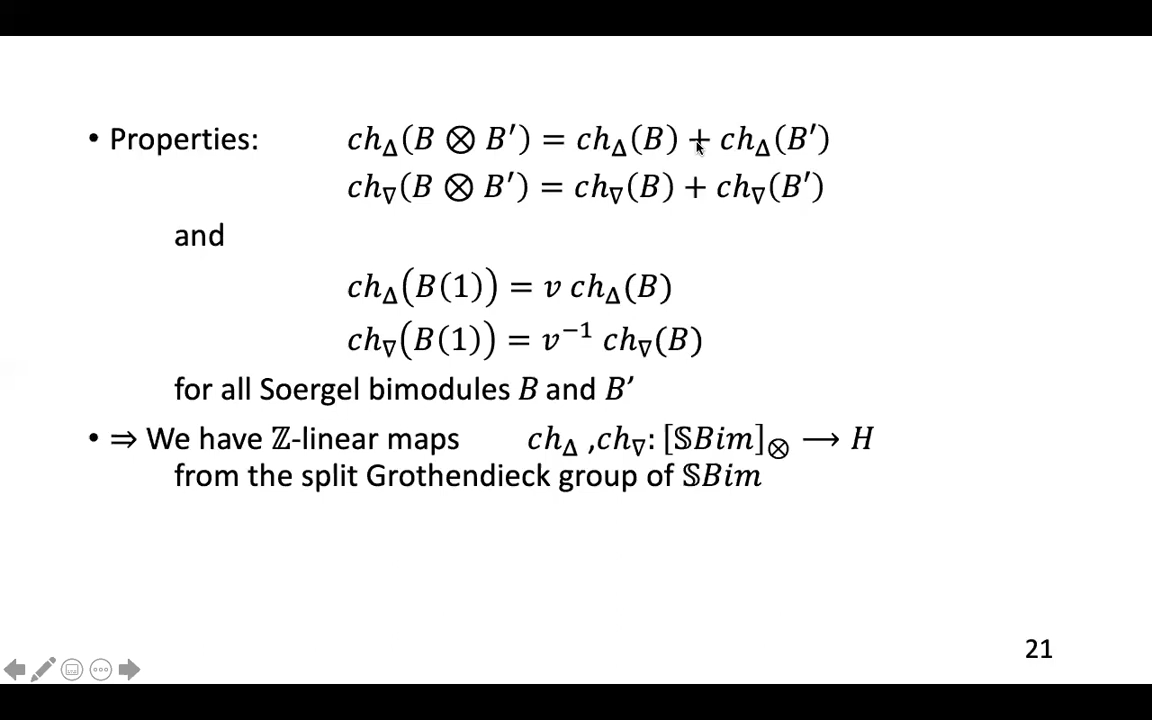 • Properties: ch_Δ(B ⊗ B′) = ch_Δ(B) + ch_Δ(B′)
ch_∇(B ⊗ B′) = ch_∇(B) + ch_∇(B′)
and
ch_Δ(B(1)) = v ch_Δ(B)
ch_∇(B(1)) = v⁻¹ ch_∇(B)
for all Soergel bimodules B and B’
• ⇒ We have ℤ-linear maps ch_Δ ,ch_∇: [𝕊Bim]_⊗ ⟶ H
from the split Grothendieck group of 𝕊Bim
21